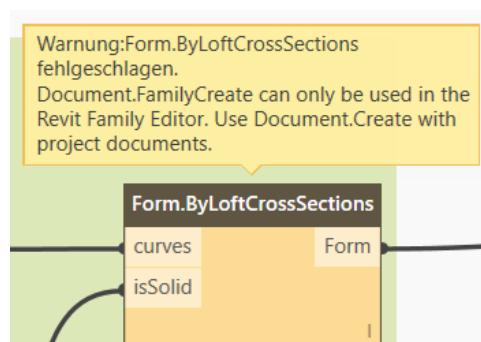 Warnung:Form.ByLoftCrossSections
fehlgeschlagen.
Document.FamilyCreate can only be used in the
Revit Family Editor. Use Document.Create with
project documents.
Form.ByLoftCrossSections
curves
Form
isSolid
I